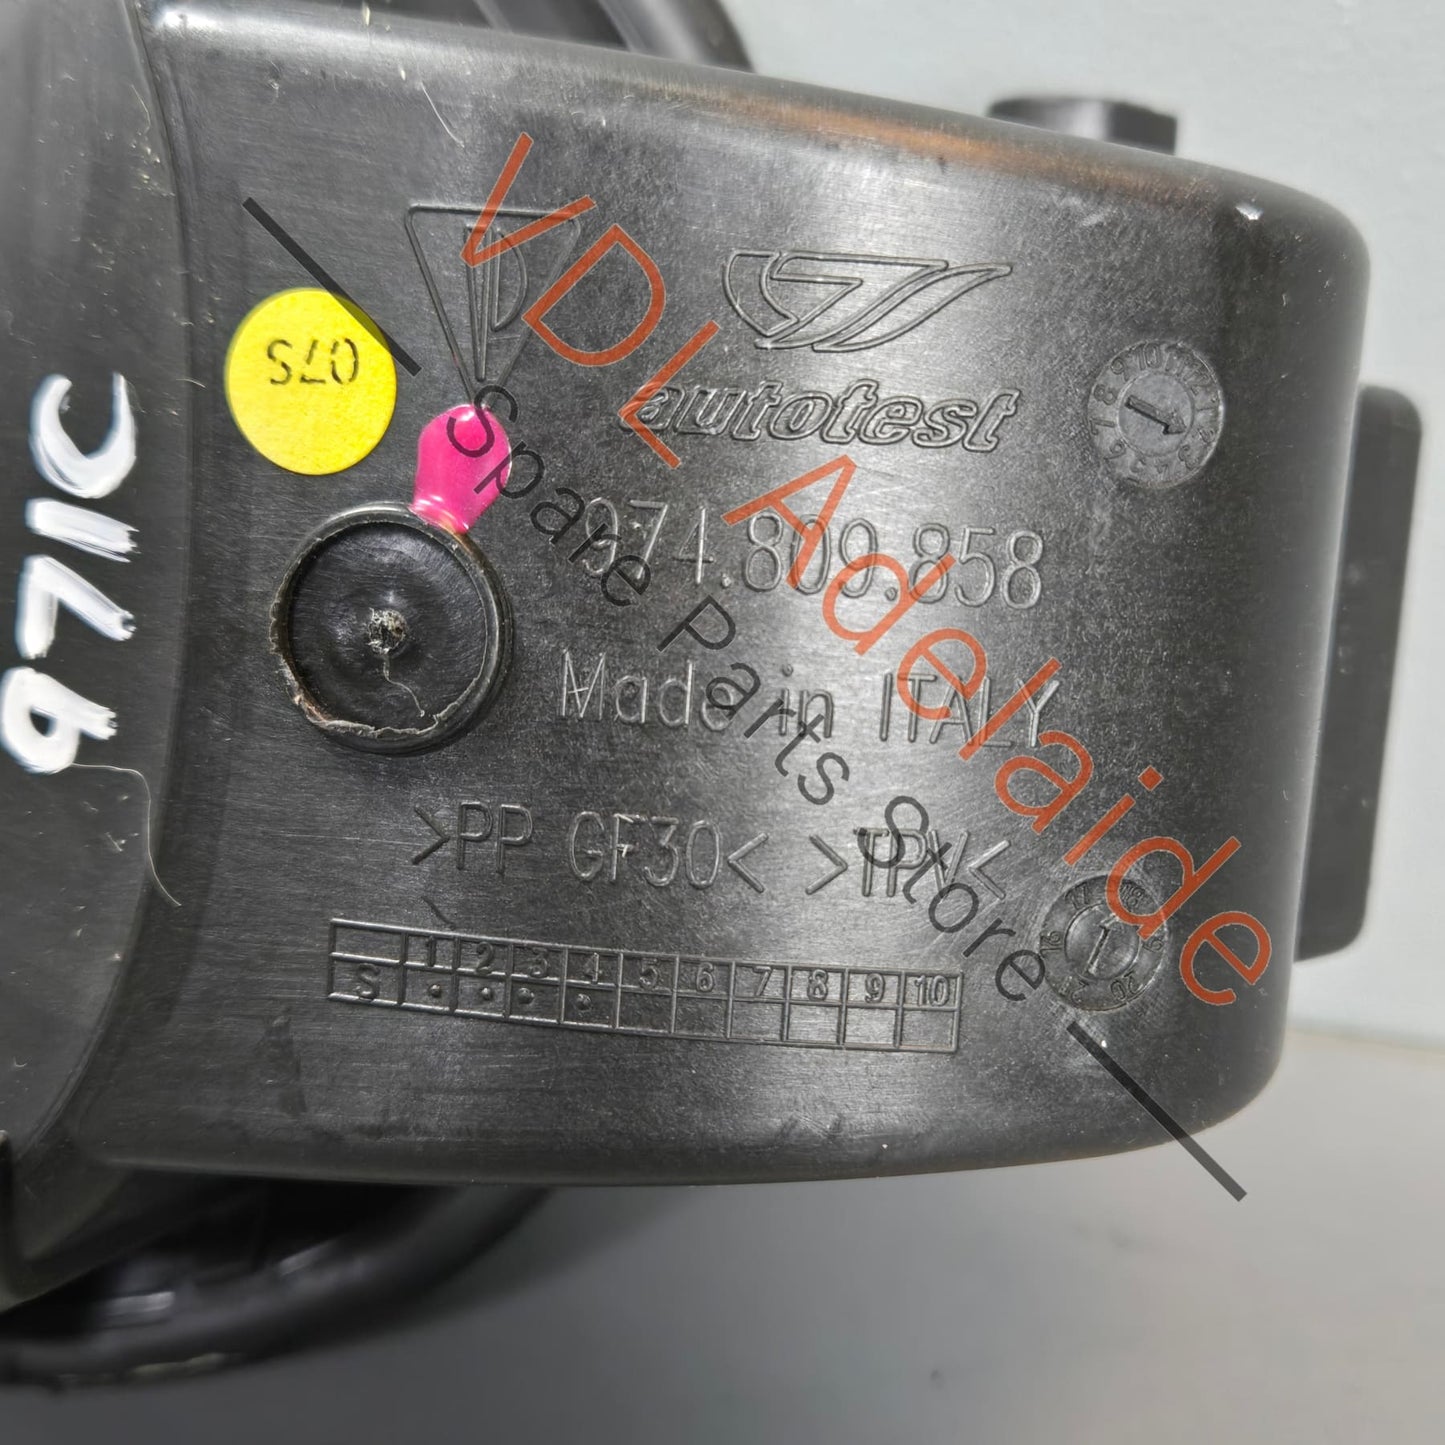 07S
autotest
974.809.858
Made in ITALY
>PP GF30< >TPV<
1 2 3 4 5 6 7 8 9 10
S
971C
VDL Adelaide
Spare Parts Store